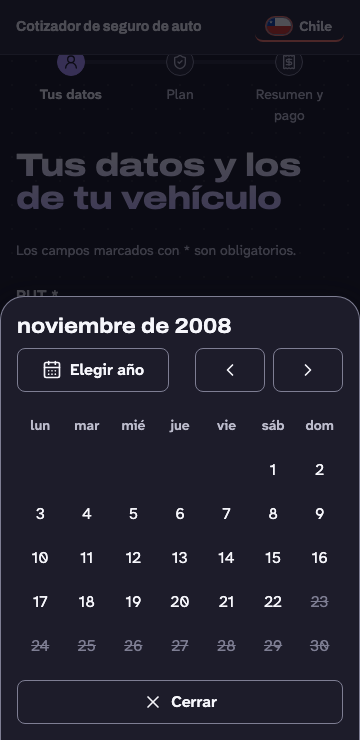 Cotizador de seguro de auto
Chile
Tus datos
Plan
Resumen y
pago
Tus datos y los
de tu vehículo
Los campos marcados con * son obligatorios.
RUT *
noviembre de 2008
Elegir año
lun mar mié jue vie sáb dom
1 2
3 4 5 6 7 8 9
10 11 12 13 14 15 16
17 18 19 20 21 22 23
24 25 26 27 28 29 30
Cerrar